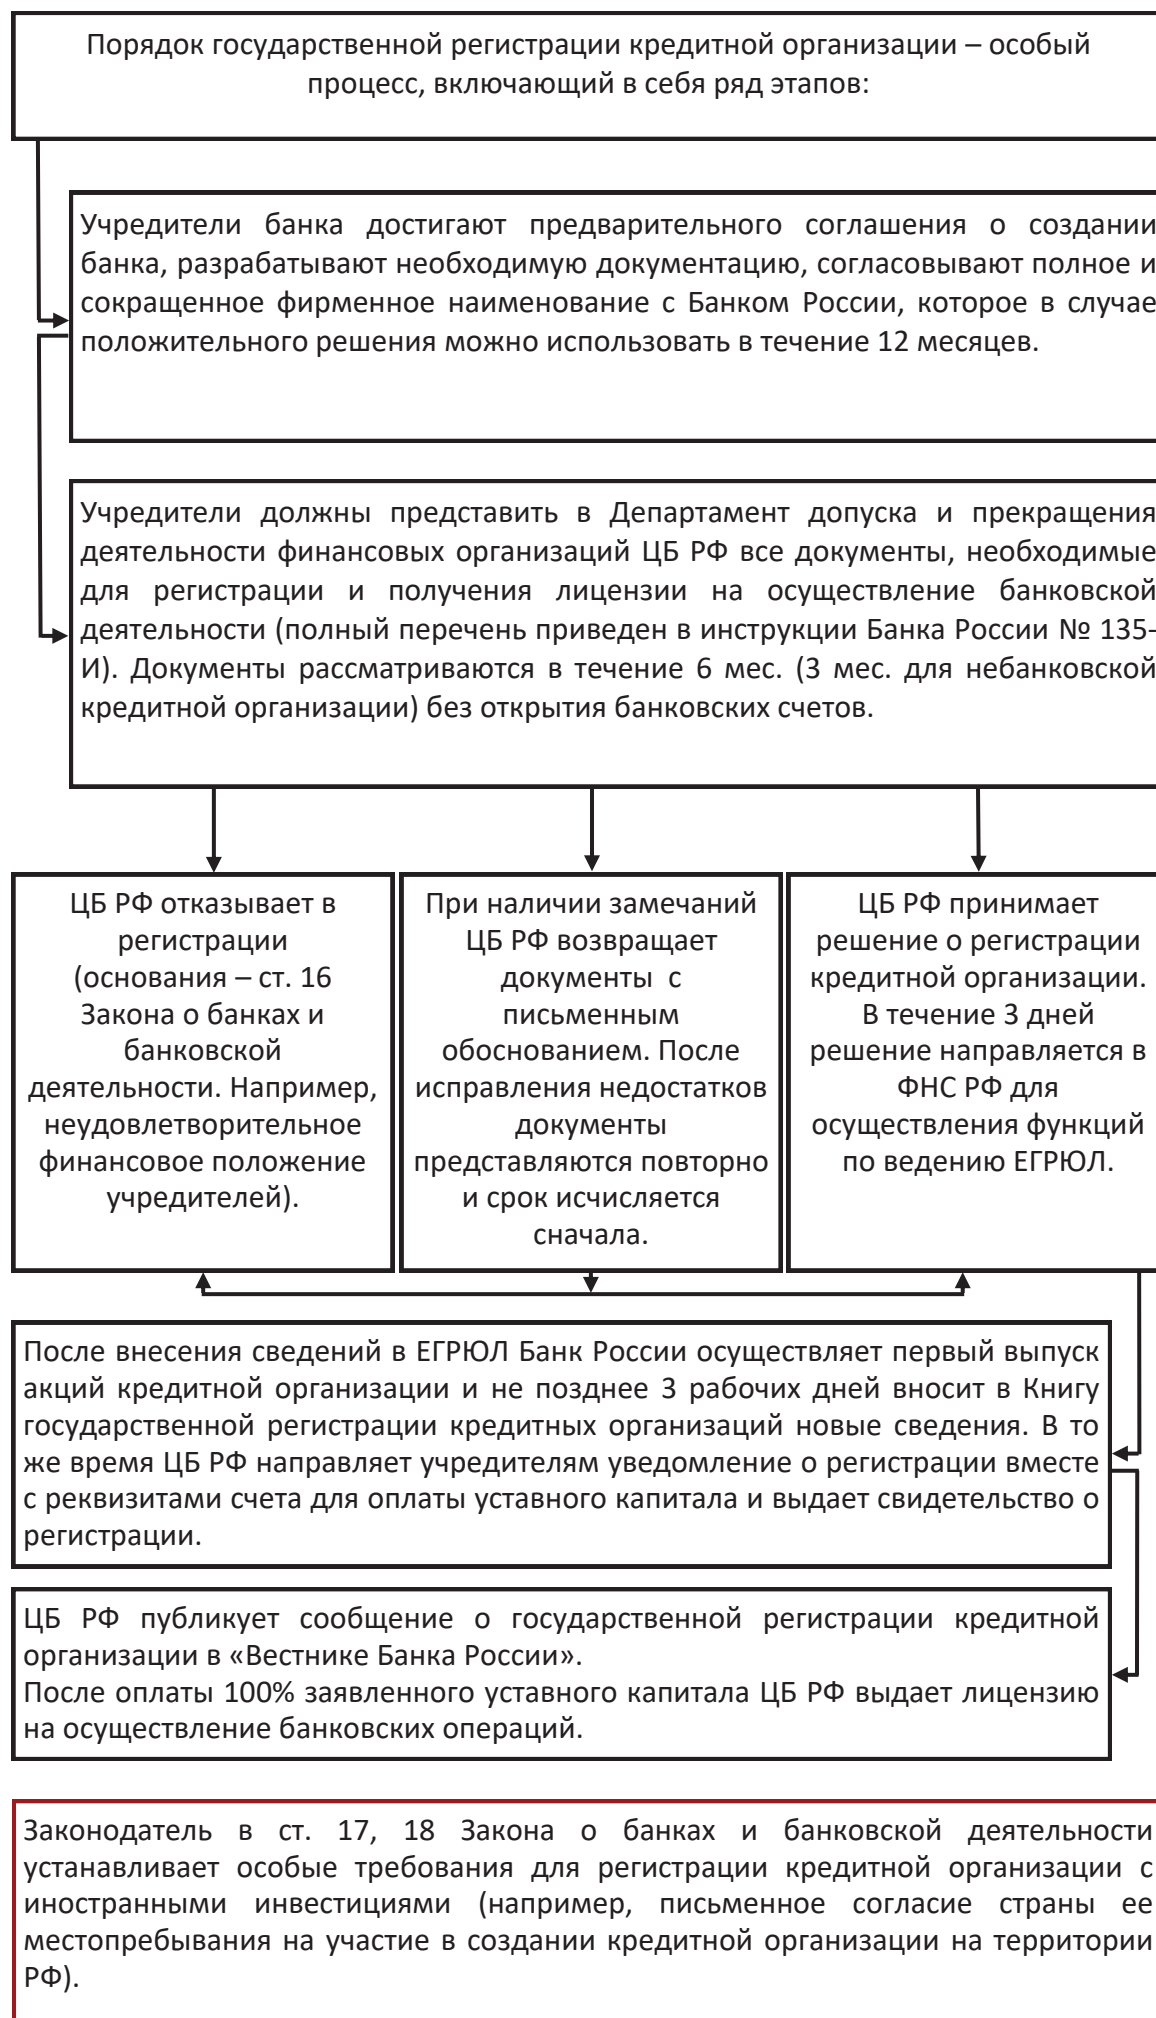 Порядок государственной регистрации кредитной организации – особый
процесс, включающий в себя ряд этапов:
Учредители банка достигают предварительного соглашения о создании
банка, разрабатывают необходимую документацию, согласовывают полное и
сокращенное фирменное наименование с Банком России, которое в случае
положительного решения можно использовать в течение 12 месяцев.
Учредители должны представить в Департамент допуска и прекращения
деятельности финансовых организаций ЦБ РФ все документы, необходимые
для регистрации и получения лицензии на осуществление банковской
деятельности (полный перечень приведен в инструкции Банка России № 135-
И). Документы рассматриваются в течение 6 мес. (3 мес. для небанковской
кредитной организации) без открытия банковских счетов.
ЦБ РФ отказывает в
регистрации
(основания – ст. 16
Закона о банках и
банковской
деятельности. Например,
неудовлетворительное
финансовое положение
учредителей).
При наличии замечаний
ЦБ РФ возвращает
документы с
письменным
обоснованием. После
исправления недостатков
документы
представляются повторно
и срок исчисляется
сначала.
ЦБ РФ принимает
решение о регистрации
кредитной организации.
В течение 3 дней
решение направляется в
ФНС РФ для
осуществления функций
по ведению ЕГРЮЛ.
После внесения сведений в ЕГРЮЛ Банк России осуществляет первый выпуск
акций кредитной организации и не позднее 3 рабочих дней вносит в Книгу
государственной регистрации кредитных организаций новые сведения. В то
же время ЦБ РФ направляет учредителям уведомление о регистрации вместе
с реквизитами счета для оплаты уставного капитала и выдает свидетельство о
регистрации.
ЦБ РФ публикует сообщение о государственной регистрации кредитной
организации в «Вестнике Банка России».
После оплаты 100% заявленного уставного капитала ЦБ РФ выдает лицензию
на осуществление банковских операций.
Законодатель в ст. 17, 18 Закона о банках и банковской деятельности
устанавливает особые требования для регистрации кредитной организации с
иностранными инвестициями (например, письменное согласие страны ее
местопребывания на участие в создании кредитной организации на территории
РФ).